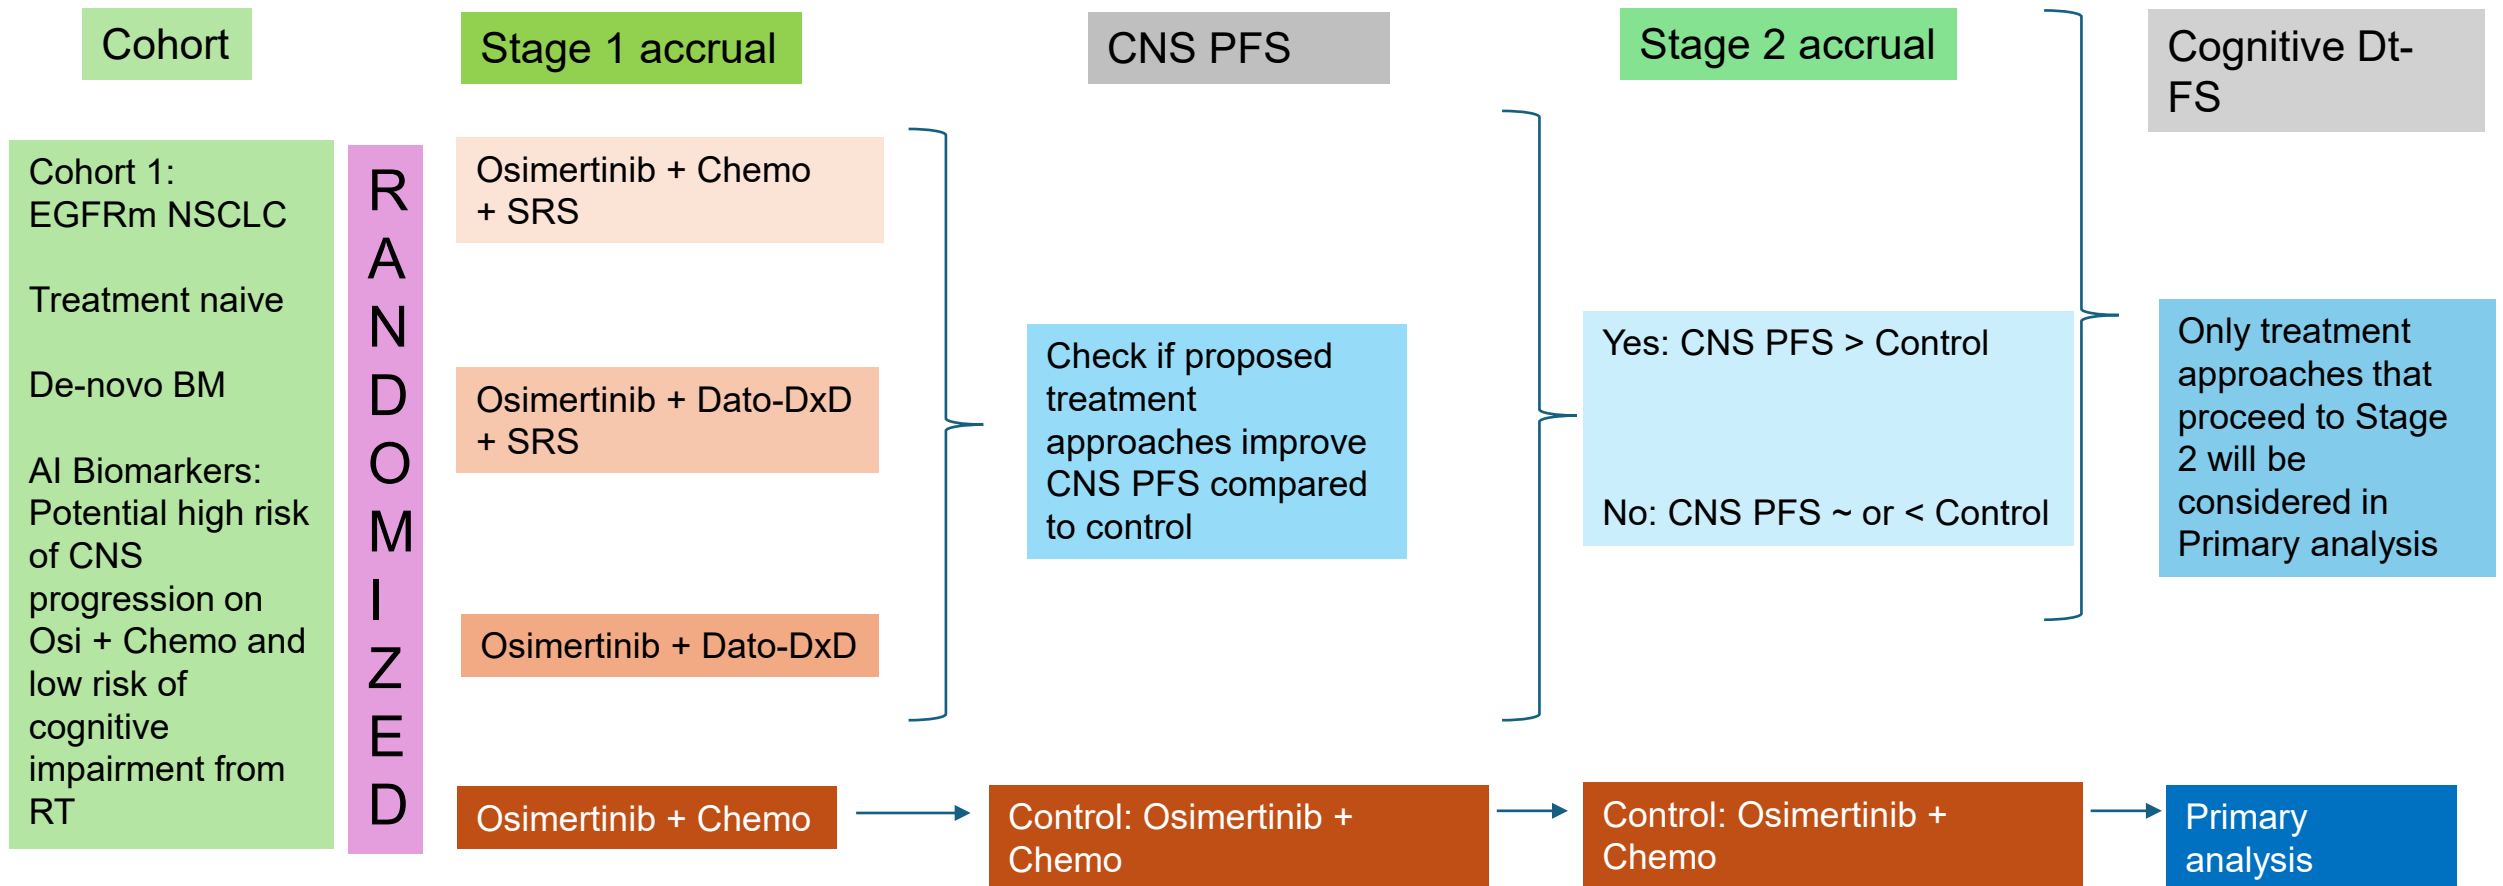 Cohort
Stage 1 accrual
CNS PFS
Stage 2 accrual
Cognitive Dt-
FS
Cohort 1:
EGFRm NSCLC
Treatment naive
De-novo BM
AI Biomarkers:
Potential high risk
of CNS
progression on
Osi + Chemo and
low risk of
cognitive
impairment from
RT
R
A
N
D
O
M
I
Z
E
D
Osimertinib + Chemo
+ SRS
Osimertinib + Dato-DxD
+ SRS
Osimertinib + Dato-DxD
Osimertinib + Chemo
Check if proposed
treatment
approaches improve
CNS PFS compared
to control
Control: Osimertinib +
Chemo
Yes: CNS PFS > Control
No: CNS PFS ~ or < Control
Control: Osimertinib +
Chemo
Only treatment
approaches that
proceed to Stage
2 will be
considered in
Primary analysis
Primary
analysis